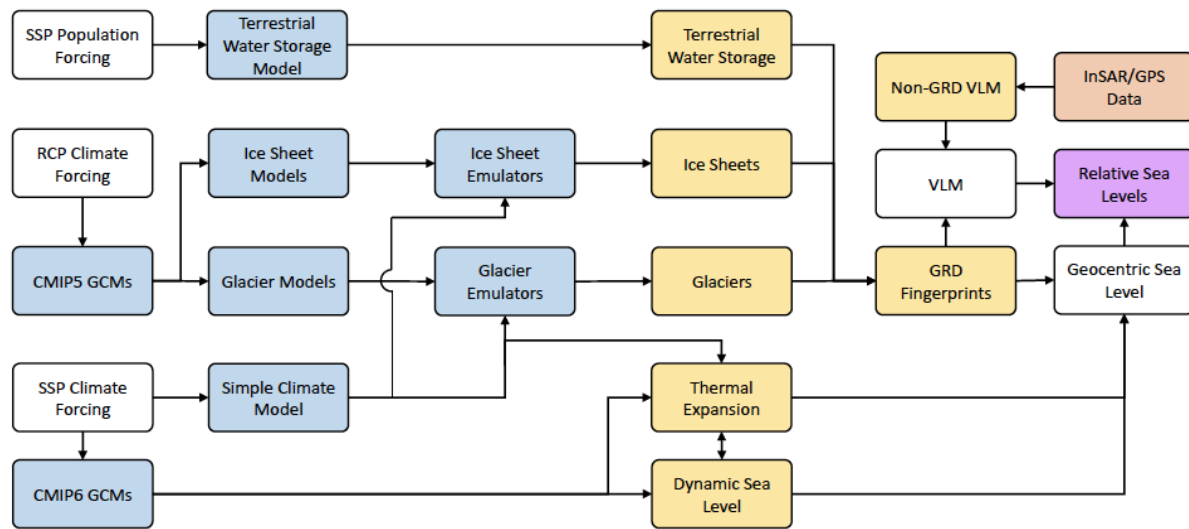 SSP Population
Forcing
Terrestrial
Water Storage
Model
Terrestrial
Water Storage
Non-GRD VLM
InSAR/GPS
Data
RCP Climate
Forcing
Ice Sheet
Models
Ice Sheet
Emulators
Ice Sheets
VLM
Relative Sea
Levels
CMIP5 GCMs
Glacier Models
Glacier
Emulators
Glaciers
GRD
Fingerprints
Geocentric Sea
Level
SSP Climate
Forcing
Simple Climate
Model
Thermal
Expansion
CMIP6 GCMs
Dynamic Sea
Level